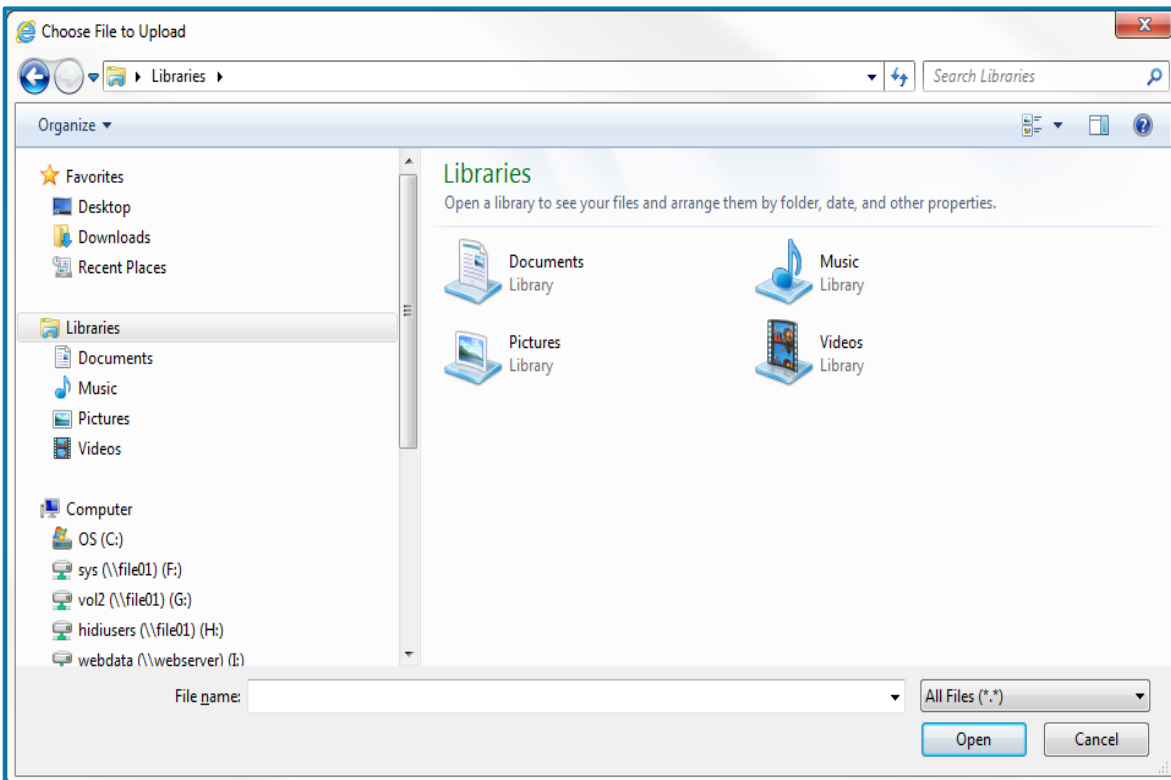 Choose File to Upload
X
Libraries
Search Libraries
Organize
?
Favorites
Desktop
Downloads
Recent Places
Libraries
Documents
Music
Pictures
Videos
Computer
OS (C:)
sys (\\file01) (F:)
vol2 (\\file01) (G:)
hidiusers (\\file01) (H:)
webdata (\\webserver) (I:)
Libraries
Open a library to see your files and arrange them by folder, date, and other properties.
Documents
Library
Music
Library
Pictures
Library
Videos
Library
File name:
All Files (*.*)
Open
Cancel